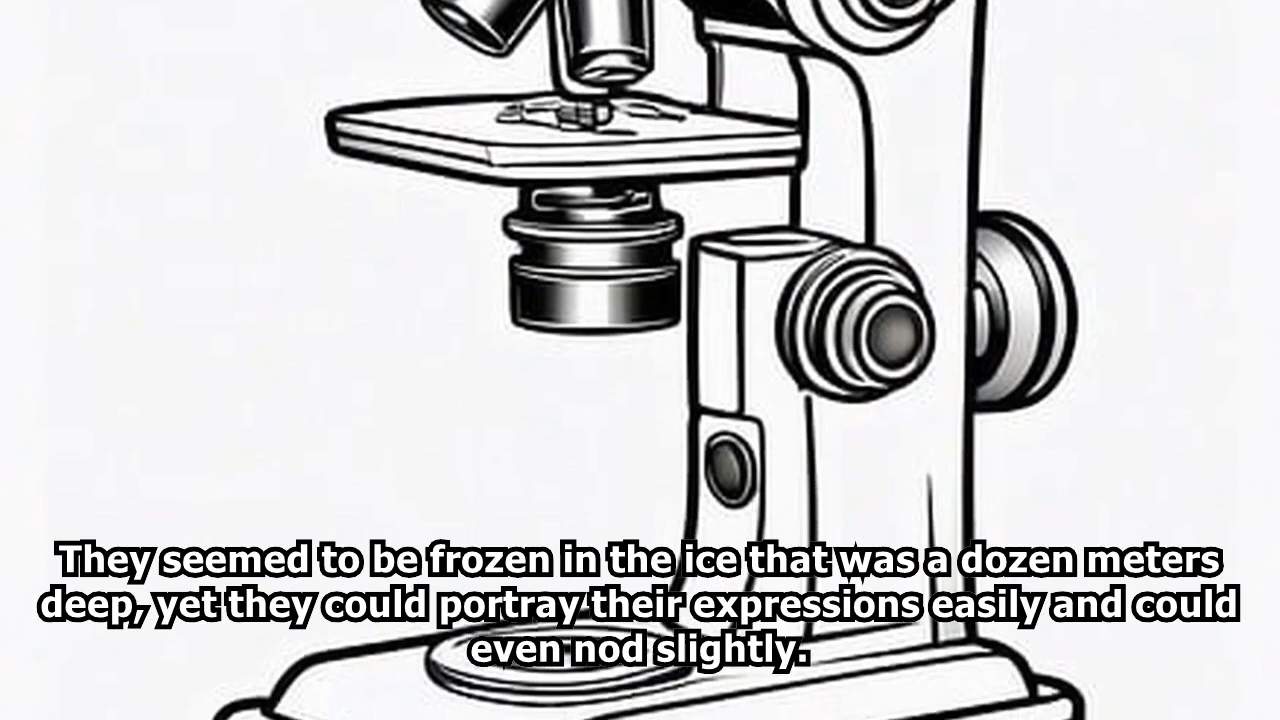 They seemed to be frozen in the ice that was a dozen meters
deep, yet they could portray their expressions easily and could
even nod slightly.